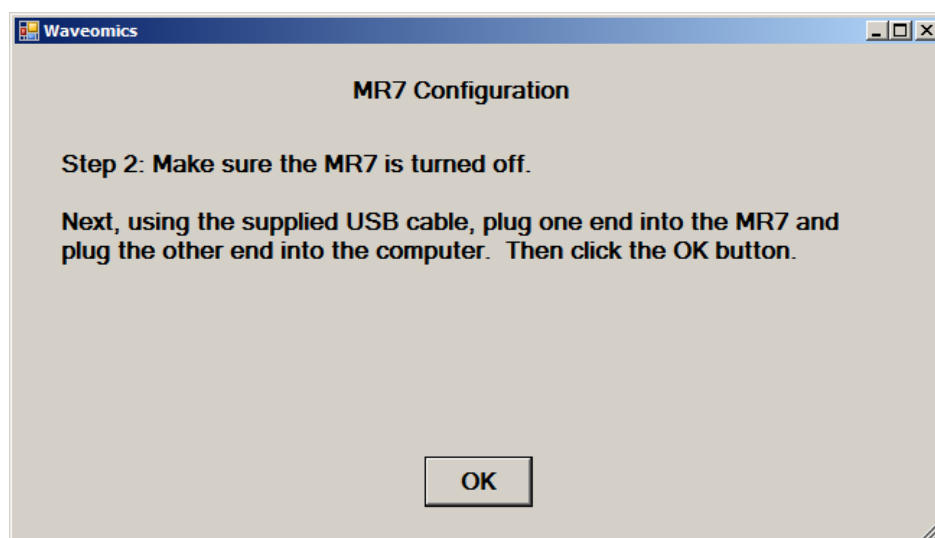 Waveomics
MR7 Configuration
Step 2: Make sure the MR7 is turned off.
Next, using the supplied USB cable, plug one end into the MR7 and
plug the other end into the computer.  Then click the OK button.
OK